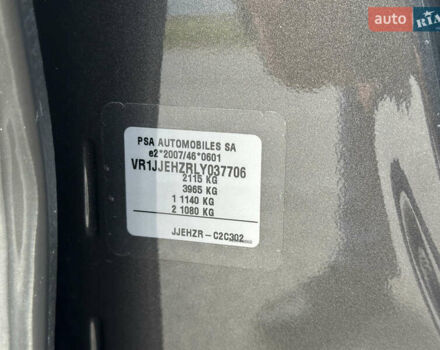 auto RIA
PSA AUTOMOBILES SA
e2*2007/46*0601
VR1JJEHZRLY037706
2115 KG
3965 KG
1 1140 KG
2 1080 KG
JJEHZR-C2C302